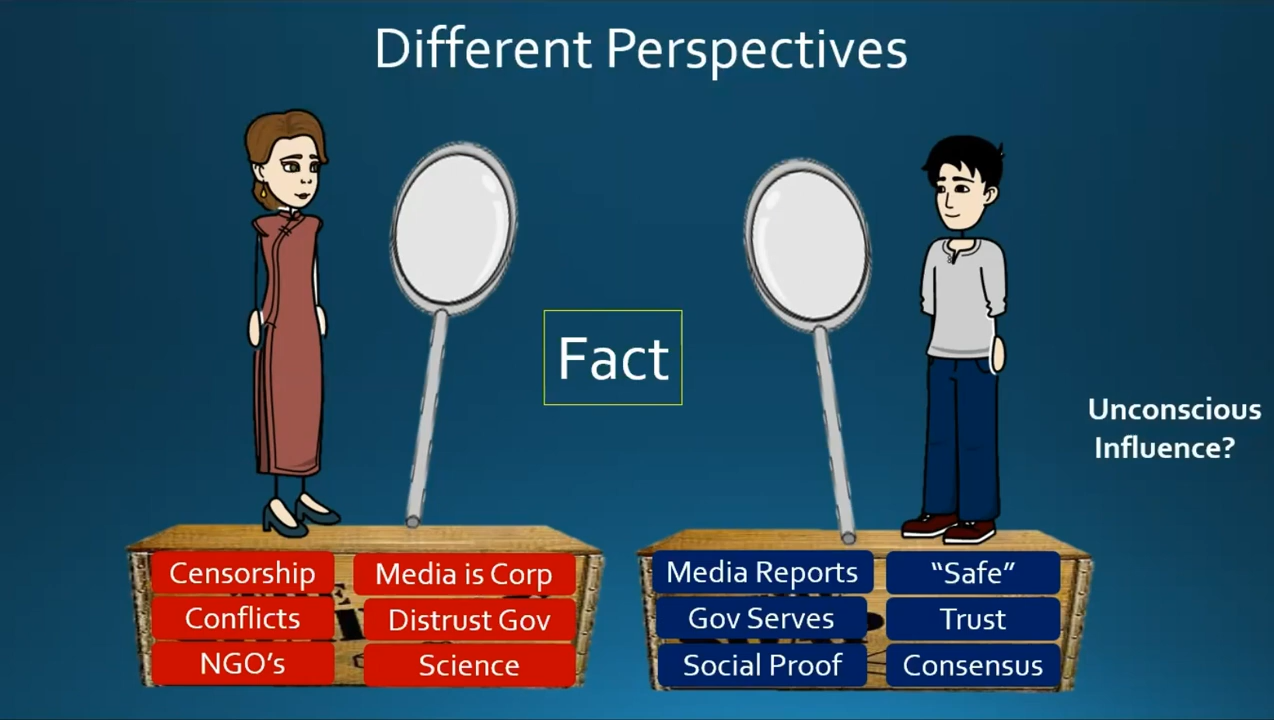 Different Perspectives
Fact
Unconscious
Influence?
Censorship
Media is Corp
Conflicts
Distrust Gov
NGO's
Science
Media Reports
"Safe"
Gov Serves
Trust
Social Proof
Consensus